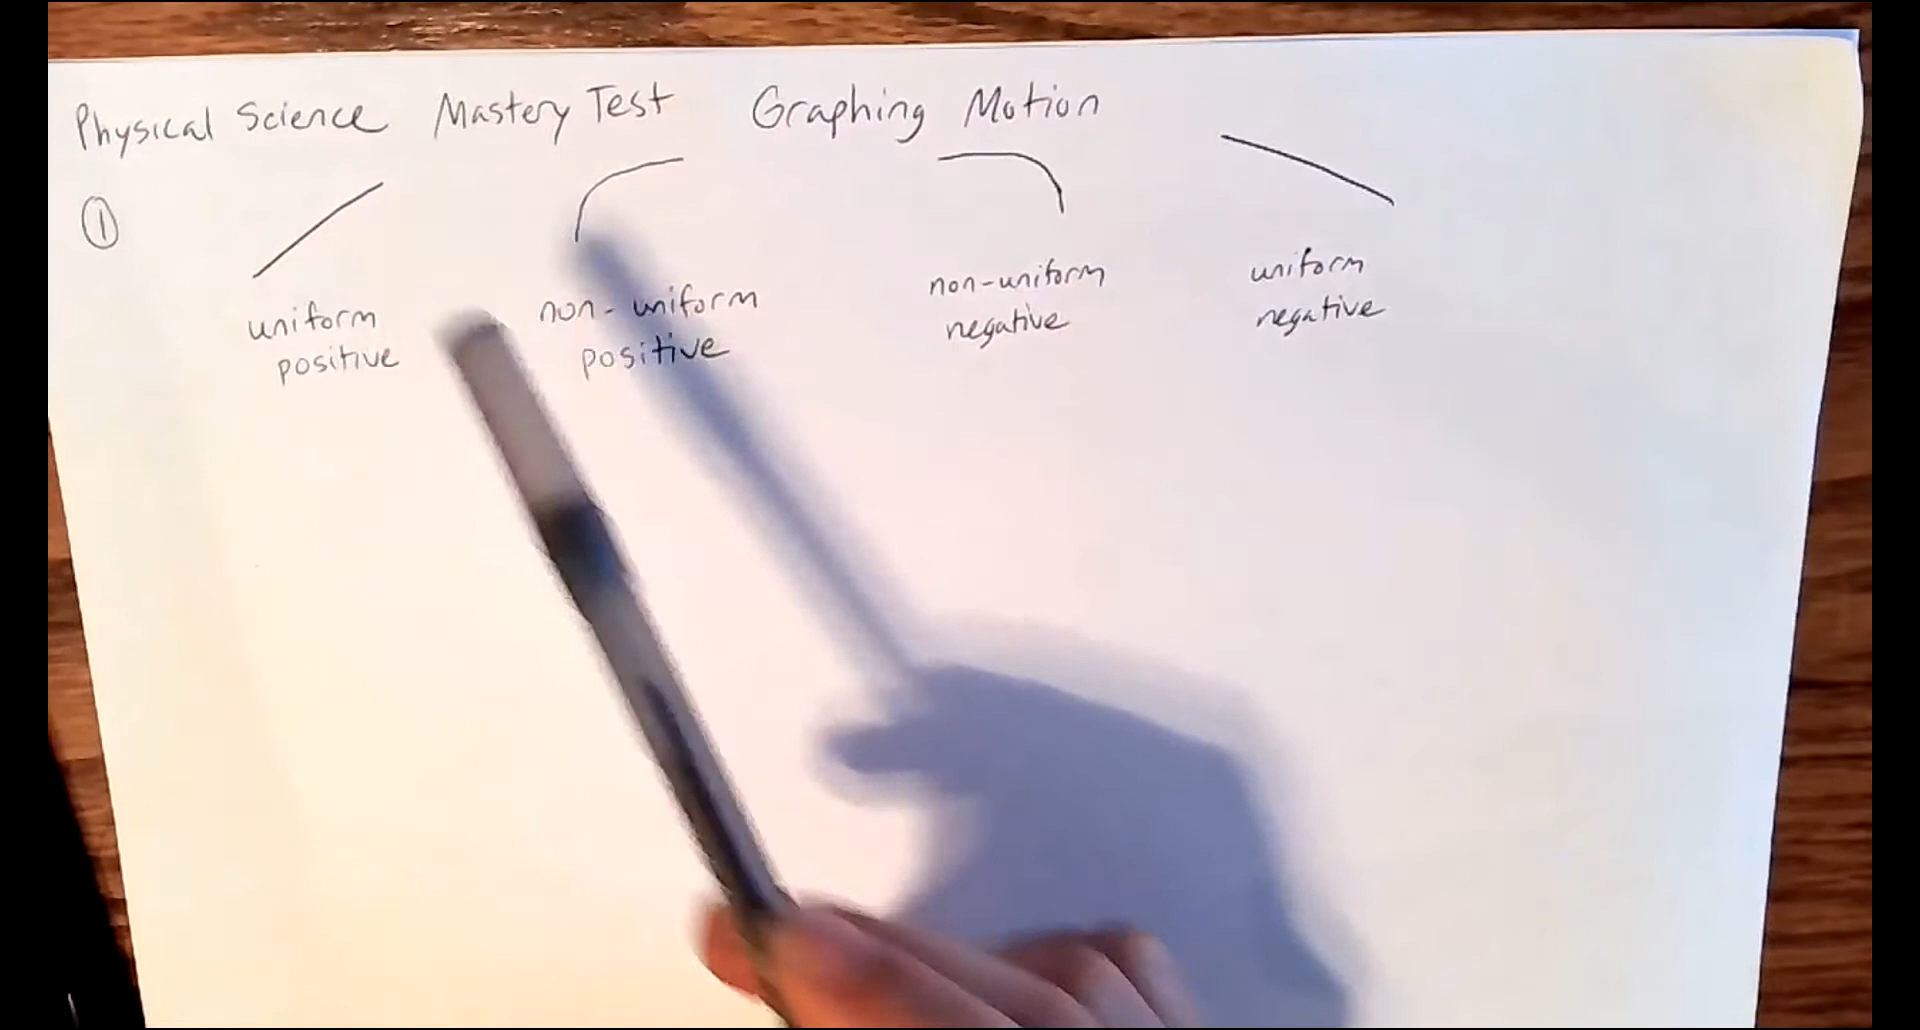 Physical Science Mastery Test Graphing Motion
①
uniform
positive
non-uniform
positive
non-uniform
negative
uniform
negative